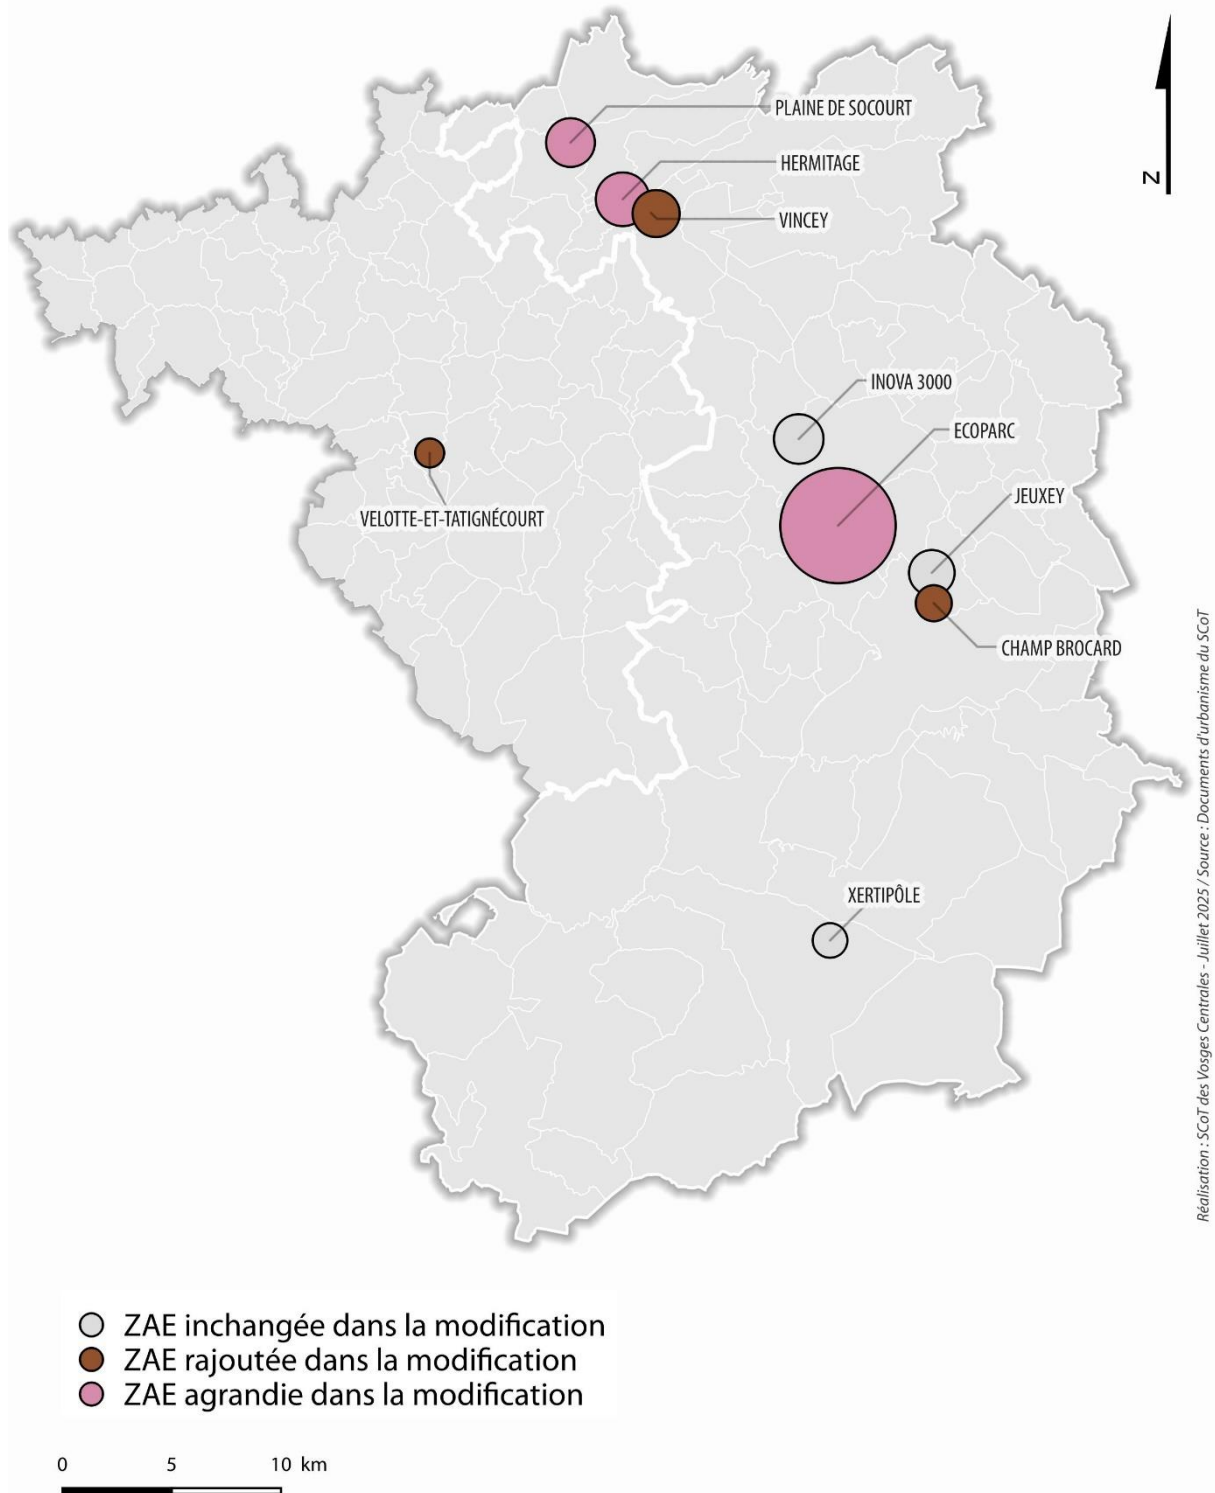 PLAINE DE SOCOURT
HERMITAGE
N
VINCEY
INOVA 3000
ECOPARC
JEUXEY
VELOTTE-ET-TATIGNÉCOURT
CHAMP BROCARD
XERTIPÔLE
Réalisation : SCoT des Vosges Centrales - Juillet 2025 / Source : Documents d'urbanisme du SCoT
ZAE inchangée dans la modification
ZAE rajoutée dans la modification
ZAE agrandie dans la modification
0 5 10 km